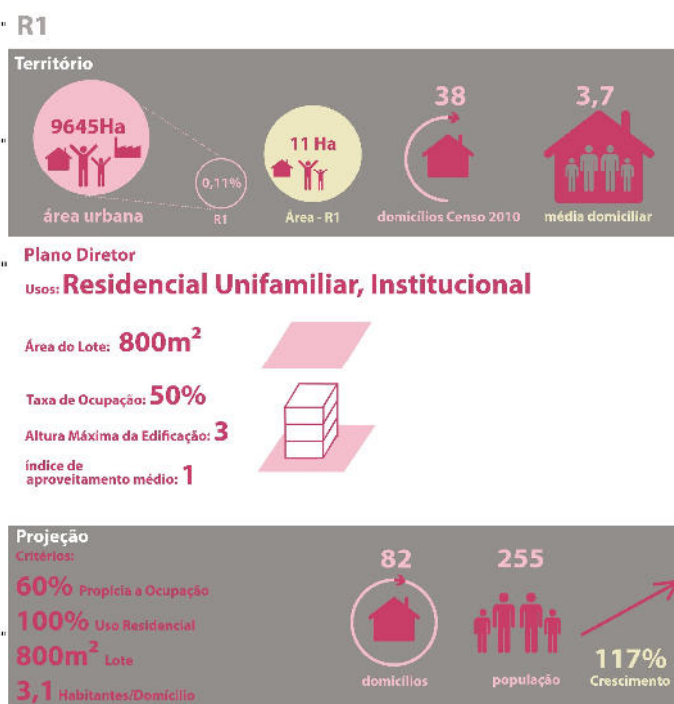 R1
Território
9645Ha
área urbana
0,11%
R1
11 Ha
Área - R1
38
domicílios Censo 2010
3,7
média domiciliar
Plano Diretor
Usos: Residencial Unifamiliar, Institucional
Área do Lote: 800m²
Taxa de Ocupação: 50%
Altura Máxima da Edificação: 3
índice de
aproveitamento médio: 1
Projeção
Critérios:
60% Propícia a Ocupação
100% Uso Residencial
800m² Lote
3,1 Habitantes/Domicílio
82
domicílios
255
população
117%
Crescimento